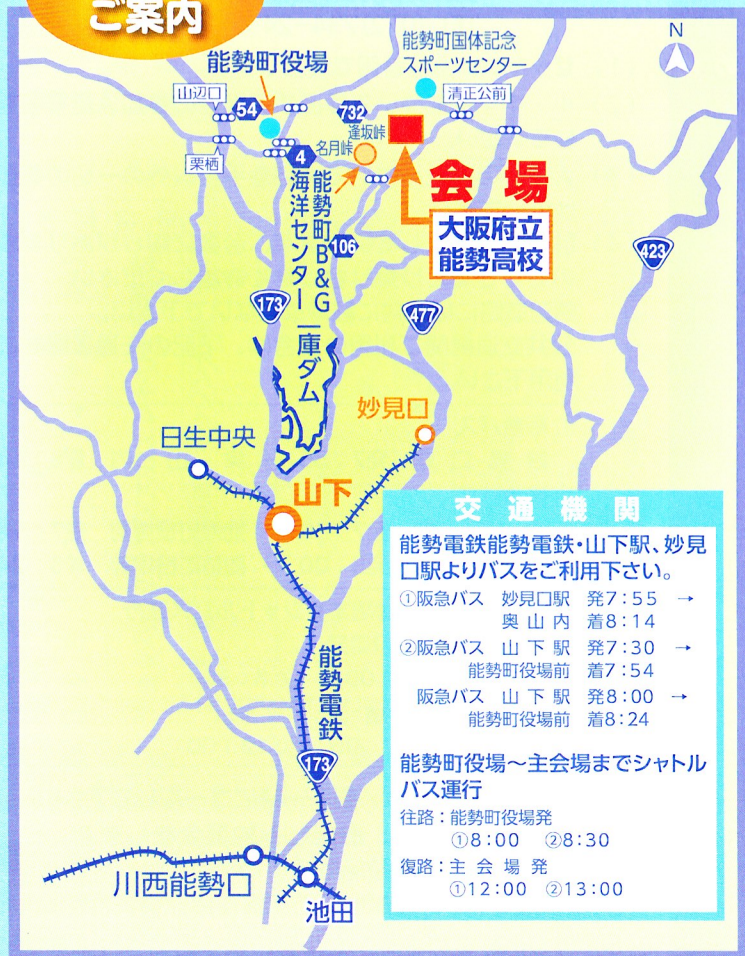 ご案内
N
能勢町国体記念
スポーツセンター
能勢町役場
山辺口
清正公前
54
732
逢坂峠
名月峠
栗栖
4
会場
大阪府立
能勢高校
能勢町B&G
海洋センター
106
423
173
477
一庫ダム
妙見口
日生中央
山下
能勢電鉄
173
川西能勢口
池田
交通機関
能勢電鉄能勢電鉄・山下駅、妙見
口駅よりバスをご利用下さい。
①阪急バス 妙見口駅 発7:55 →
奥山内 着8:14
②阪急バス 山下駅 発7:30 →
能勢町役場前 着7:54
阪急バス 山下駅 発8:00 →
能勢町役場前 着8:24
能勢町役場～主会場までシャトル
バス運行
往路：能勢町役場発
①8:00 ②8:30
復路：主会場発
①12:00 ②13:00